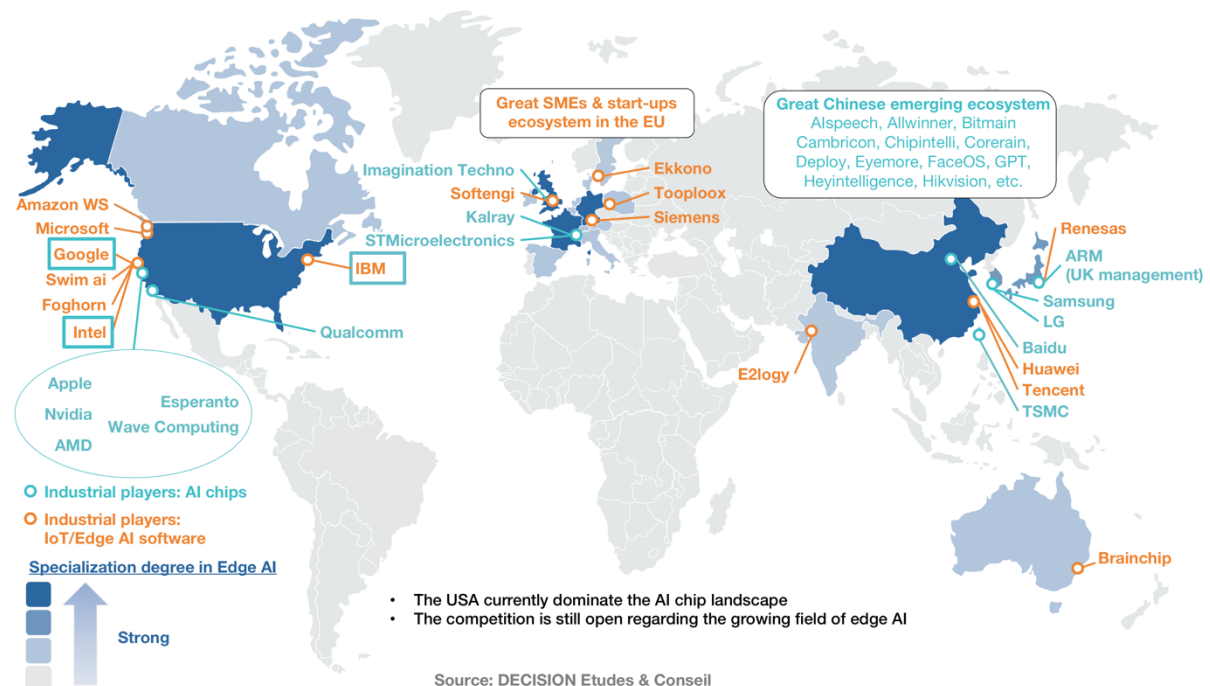 Great SMEs & start-ups
ecosystem in the EU
Great Chinese emerging ecosystem
AIspeech, Allwinner, Bitmain
Cambricon, Chipintelli, Corerain,
Deploy, Eyemore, FaceOS, GPT,
Heyintelligence, Hikvision, etc.
Amazon WS
Microsoft
Google
Swim ai
Foghorn
Intel
IBM
Qualcomm
Apple
Nvidia
AMD
Esperanto
Wave Computing
Imagination Techno
Softengi
Kalray
STMicroelectronics
Ekkono
Tooploox
Siemens
E2logy
Renesas
ARM
(UK management)
Samsung
LG
Baidu
Huawei
Tencent
TSMC
Brainchip
Industrial players: AI chips
Industrial players:
IoT/Edge AI software
Specialization degree in Edge AI
Strong
• The USA currently dominate the AI chip landscape
• The competition is still open regarding the growing field of edge AI
Source: DECISION Etudes & Conseil